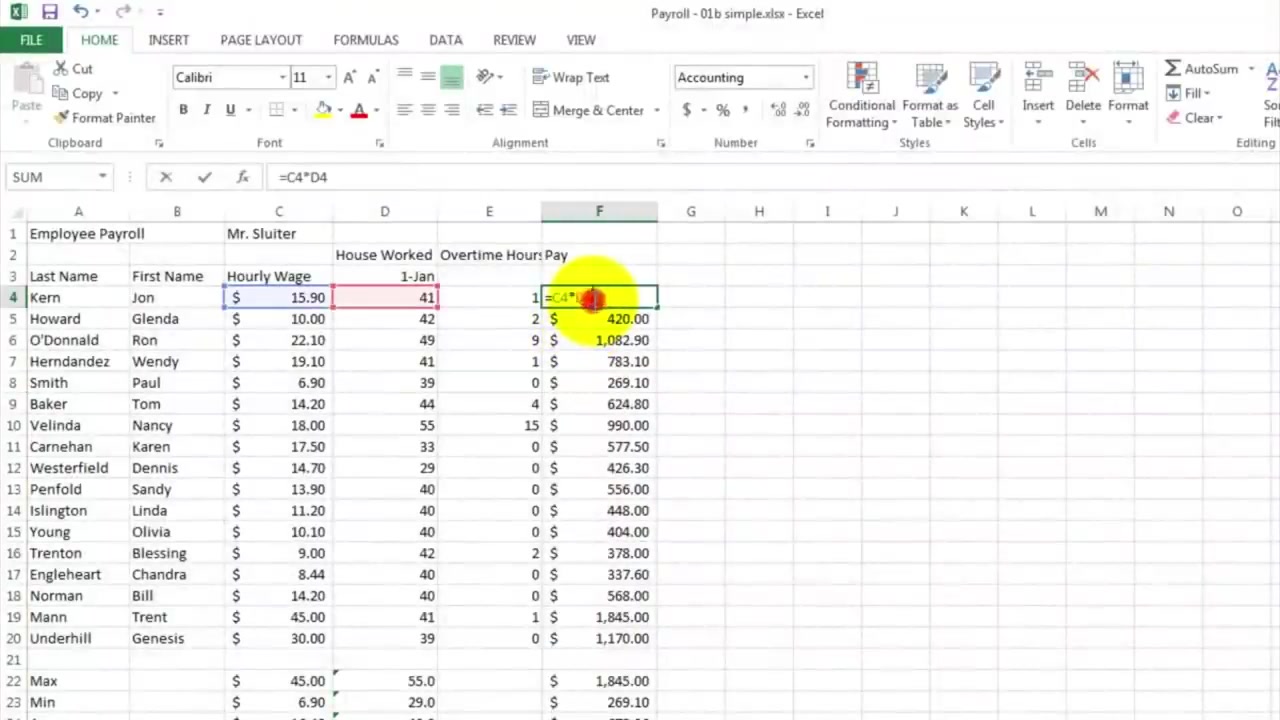 Payroll - 01b simple.xlsx - Excel
FILE HOME INSERT PAGE LAYOUT FORMULAS DATA REVIEW VIEW
Cut Calibri 11 Wrap Text Accounting AutoSum
Paste Copy Conditional Format as Cell Insert Delete Format Fill
Format Painter B I U A Merge & Center $ % , Formatting Table Styles Clear
Clipboard Font Alignment Number Styles Cells Editing
SUM fx =C4*D4
A B C D E F G H I J K L M N O
1 Employee Payroll Mr. Sluiter
2 House Worked Overtime Hours Pay
3 Last Name First Name Hourly Wage 1-Jan
4 Kern Jon $ 15.90 41 1 =C4*
5 Howard Glenda $ 10.00 42 2 $ 420.00
6 O'Donnald Ron $ 22.10 49 9 $ 1,082.90
7 Herndandez Wendy $ 19.10 41 1 $ 783.10
8 Smith Paul $ 6.90 39 0 $ 269.10
9 Baker Tom $ 14.20 44 4 $ 624.80
10 Velinda Nancy $ 18.00 55 15 $ 990.00
11 Carnehan Karen $ 17.50 33 0 $ 577.50
12 Westerfield Dennis $ 14.70 29 0 $ 426.30
13 Penfold Sandy $ 13.90 40 0 $ 556.00
14 Islington Linda $ 11.20 40 0 $ 448.00
15 Young Olivia $ 10.10 40 0 $ 404.00
16 Trenton Blessing $ 9.00 42 2 $ 378.00
17 Engleheart Chandra $ 8.44 40 0 $ 337.60
18 Norman Bill $ 14.20 40 0 $ 568.00
19 Mann Trent $ 45.00 41 1 $ 1,845.00
20 Underhill Genesis $ 30.00 39 0 $ 1,170.00
21
22 Max $ 45.00 55.0 $ 1,845.00
23 Min $ 6.90 29.0 $ 269.10